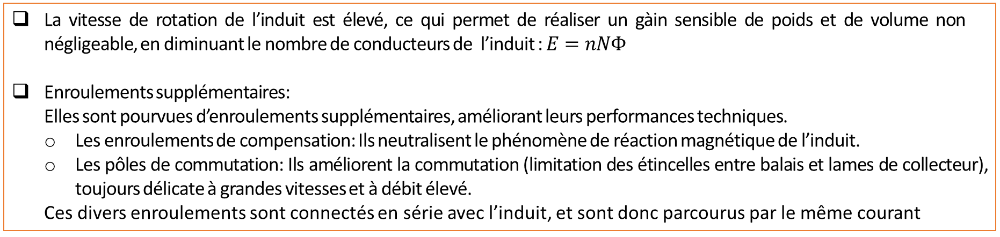 ❑ La vitesse de rotation de l’induit est élevé, ce qui permet de réaliser un gàin sensible de poids et de volume non
négligeable, en diminuant le nombre de conducteurs de l’induit : E = nNΦ
❑ Enroulements supplémentaires:
Elles sont pourvues d’enroulements supplémentaires, améliorant leurs performances techniques.
o Les enroulements de compensation: Ils neutralisent le phénomène de réaction magnétique de l’induit.
o Les pôles de commutation: Ils améliorent la commutation (limitation des étincelles entre balais et lames de collecteur),
toujours délicate à grandes vitesses et à débit élevé.
Ces divers enroulements sont connectés en série avec l’induit, et sont donc parcourus par le même courant